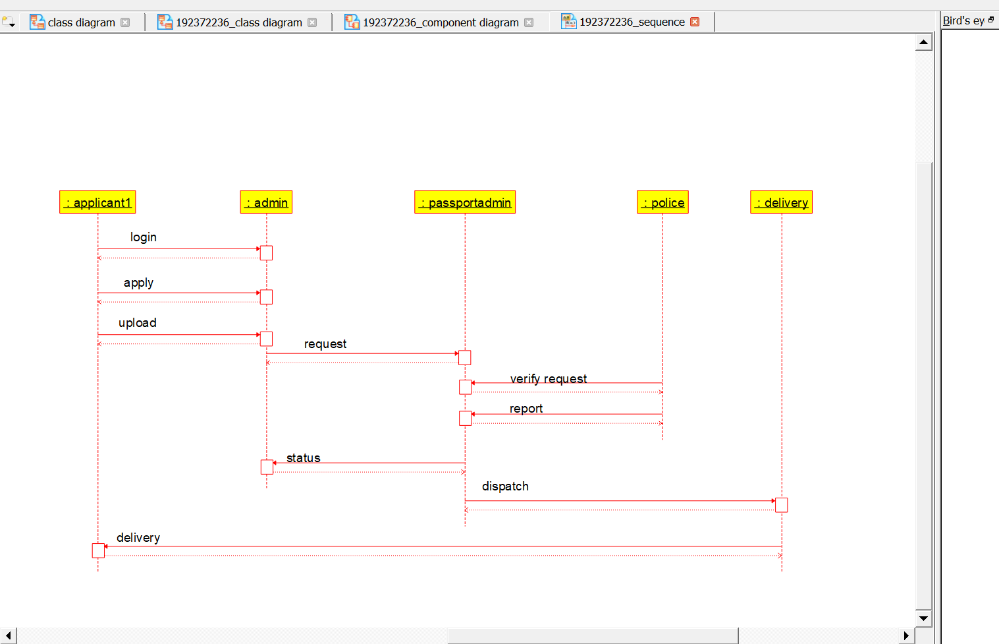 class diagram
192372236_class diagram
192372236_component diagram
192372236_sequence
Bird's ey
: applicant1
: admin
: passportadmin
: police
: delivery
login
apply
upload
request
verify request
report
status
dispatch
delivery